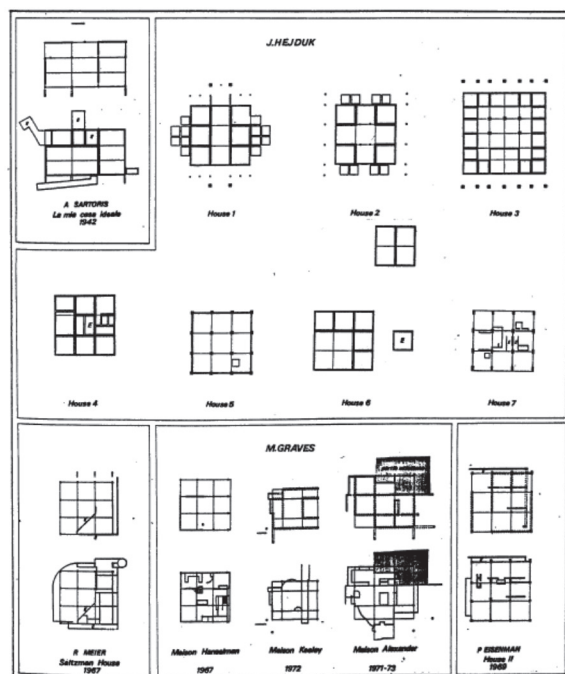 J.HEJDUK
A SARTORIS
La mia casa ideale
1942
House 1
House 2
House 3
House 4
E
House 5
House 6
E
House 7
M.GRAVES
R MEIER
Saltzman House
1967
Maison Hanselman
1967
Maison Keeley
1972
Maison Alexander
1971-73
P EISENMAN
House II
1969